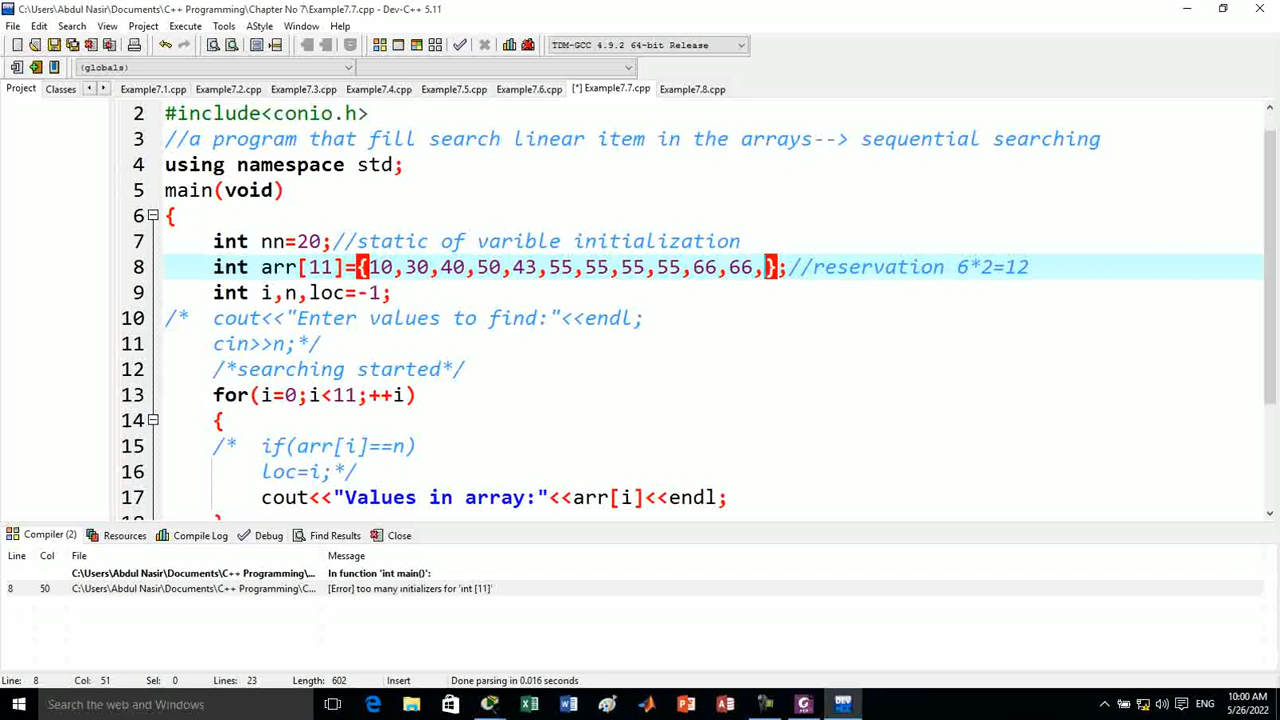 C:\Users\Abdul Nasir\Documents\C++ Programming\Chapter No 7\Example7.7.cpp - Dev-C++ 5.11
File Edit Search View Project Execute Tools AStyle Window Help
TDM-GCC 4.9.2 64-bit Release
(globals)
Project Classes Example7.1.cpp Example7.2.cpp Example7.3.cpp Example7.4.cpp Example7.5.cpp Example7.6.cpp [*] Example7.7.cpp Example7.8.cpp
2 #include<conio.h>
3 //a program that fill search linear item in the arrays--> sequential searching
4 using namespace std;
5 main(void)
6 {
7 int nn=20;//static of varible initialization
8 int arr[11]={10,30,40,50,43,55,55,55,55,66,66,};//reservation 6*2=12
9 int i,n,loc=-1;
10 /* cout<<"Enter values to find:"<<endl;
11 cin>>n;*/
12 /*searching started*/
13 for(i=0;i<11;++i)
14 {
15 /* if(arr[i]==n)
16 loc=i;*/
17 cout<<"Values in array:"<<arr[i]<<endl;
Compiler (2) Resources Compile Log Debug Find Results Close
Line Col File Message
C:\Users\Abdul Nasir\Documents\C++ Programming\... In function 'int main()':
8 50 C:\Users\Abdul Nasir\Documents\C++ Programming\C... [Error] too many initializers for 'int [11]'
Line: 8 Col: 51 Sel: 0 Lines: 23 Length: 602 Insert Done parsing in 0.016 seconds
Search the web and Windows
ENG
10:00 AM
5/26/2022